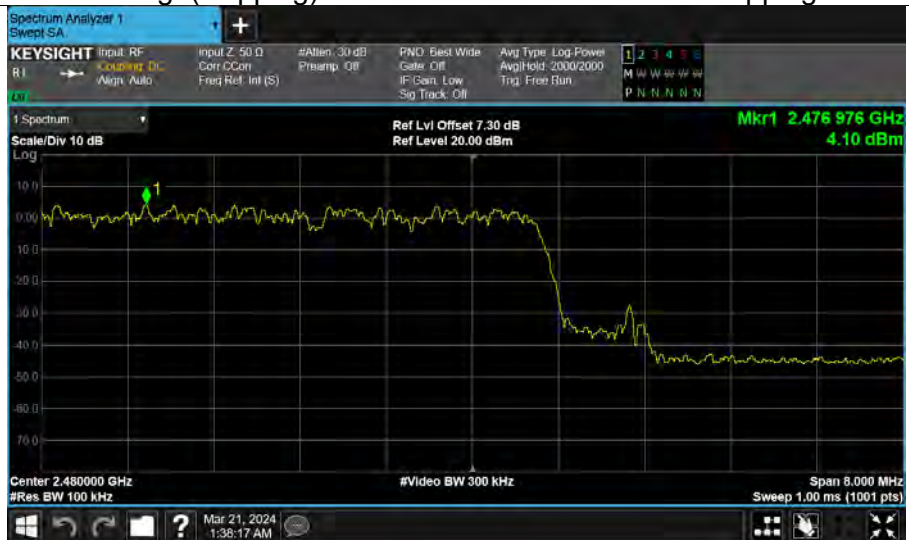 Spectrum Analyzer 1
Swept SA
+
KEYSIGHT
RI
Input: RF
Coupling: DC
Align: Auto
Input Z: 50 Ω
Corr CCorr
Freq Ref: Int (S)
#Atten: 30 dB
Preamp: Off
PNO: Best Wide
Gate: Off
IF Gain: Low
Sig Track: Off
Avg Type: Log-Power
Avg|Hold: 2000/2000
Trig: Free Run
1 2 3 4 5 6
M W W W W W
P N N N N N
1 Spectrum
Scale/Div 10 dB
Log
Ref Lvl Offset 7.30 dB
Ref Level 20.00 dBm
Mkr1 2.476 976 GHz
4.10 dBm
1
10.0
0.00
-10.0
-20.0
-30.0
-40.0
-50.0
-60.0
-70.0
Center 2.480000 GHz
#Res BW 100 kHz
#Video BW 300 kHz
Span 8.000 MHz
Sweep 1.00 ms (1001 pts)
?
Mar 21, 2024
1:38:17 AM